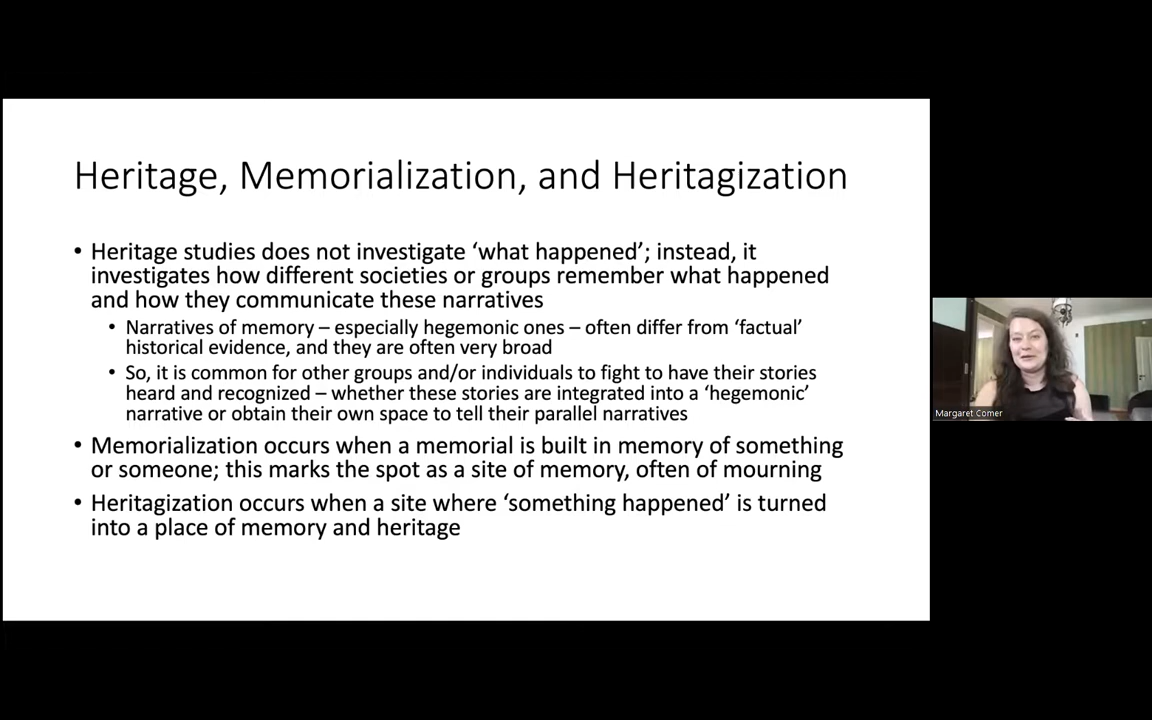 Heritage, Memorialization, and Heritagization
• Heritage studies does not investigate ‘what happened’; instead, it
investigates how different societies or groups remember what happened
and how they communicate these narratives
• Narratives of memory – especially hegemonic ones – often differ from ‘factual’
historical evidence, and they are often very broad
• So, it is common for other groups and/or individuals to fight to have their stories
heard and recognized – whether these stories are integrated into a ‘hegemonic’
narrative or obtain their own space to tell their parallel narratives
• Memorialization occurs when a memorial is built in memory of something
or someone; this marks the spot as a site of memory, often of mourning
• Heritagization occurs when a site where ‘something happened’ is turned
into a place of memory and heritage
Margaret Comer